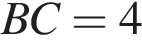 BC = 4